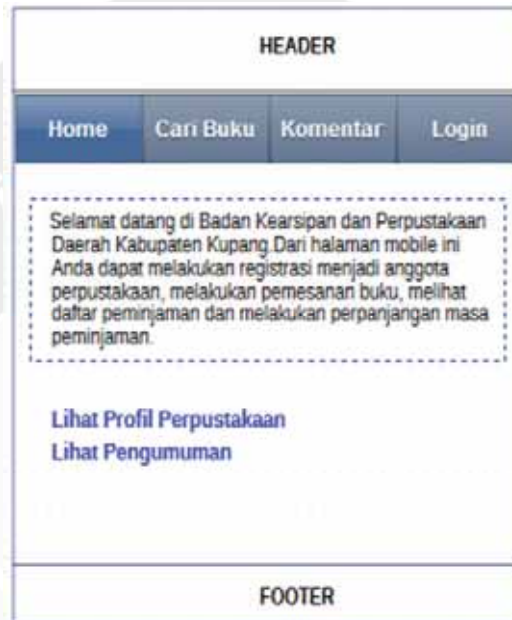 HEADER
Home Cari Buku Komentar Login
Selamat datang di Badan Kearsipan dan Perpustakaan
Daerah Kabupaten Kupang.Dari halaman mobile ini
Anda dapat melakukan registrasi menjadi anggota
perpustakaan, melakukan pemesanan buku, melihat
daftar peminjaman dan melakukan perpanjangan masa
peminjaman.
Lihat Profil Perpustakaan
Lihat Pengumuman
FOOTER